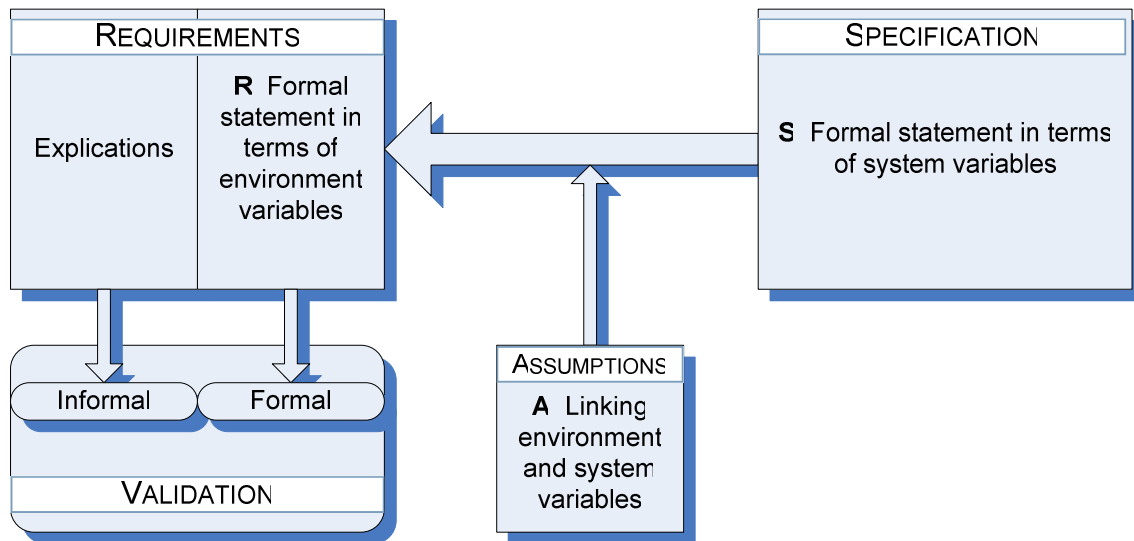 REQUIREMENTS
Explications
R Formal
statement in
terms of
environment
variables
SPECIFICATION
S Formal statement in terms
of system variables
ASSUMPTIONS
A Linking
environment
and system
variables
Informal
Formal
VALIDATION